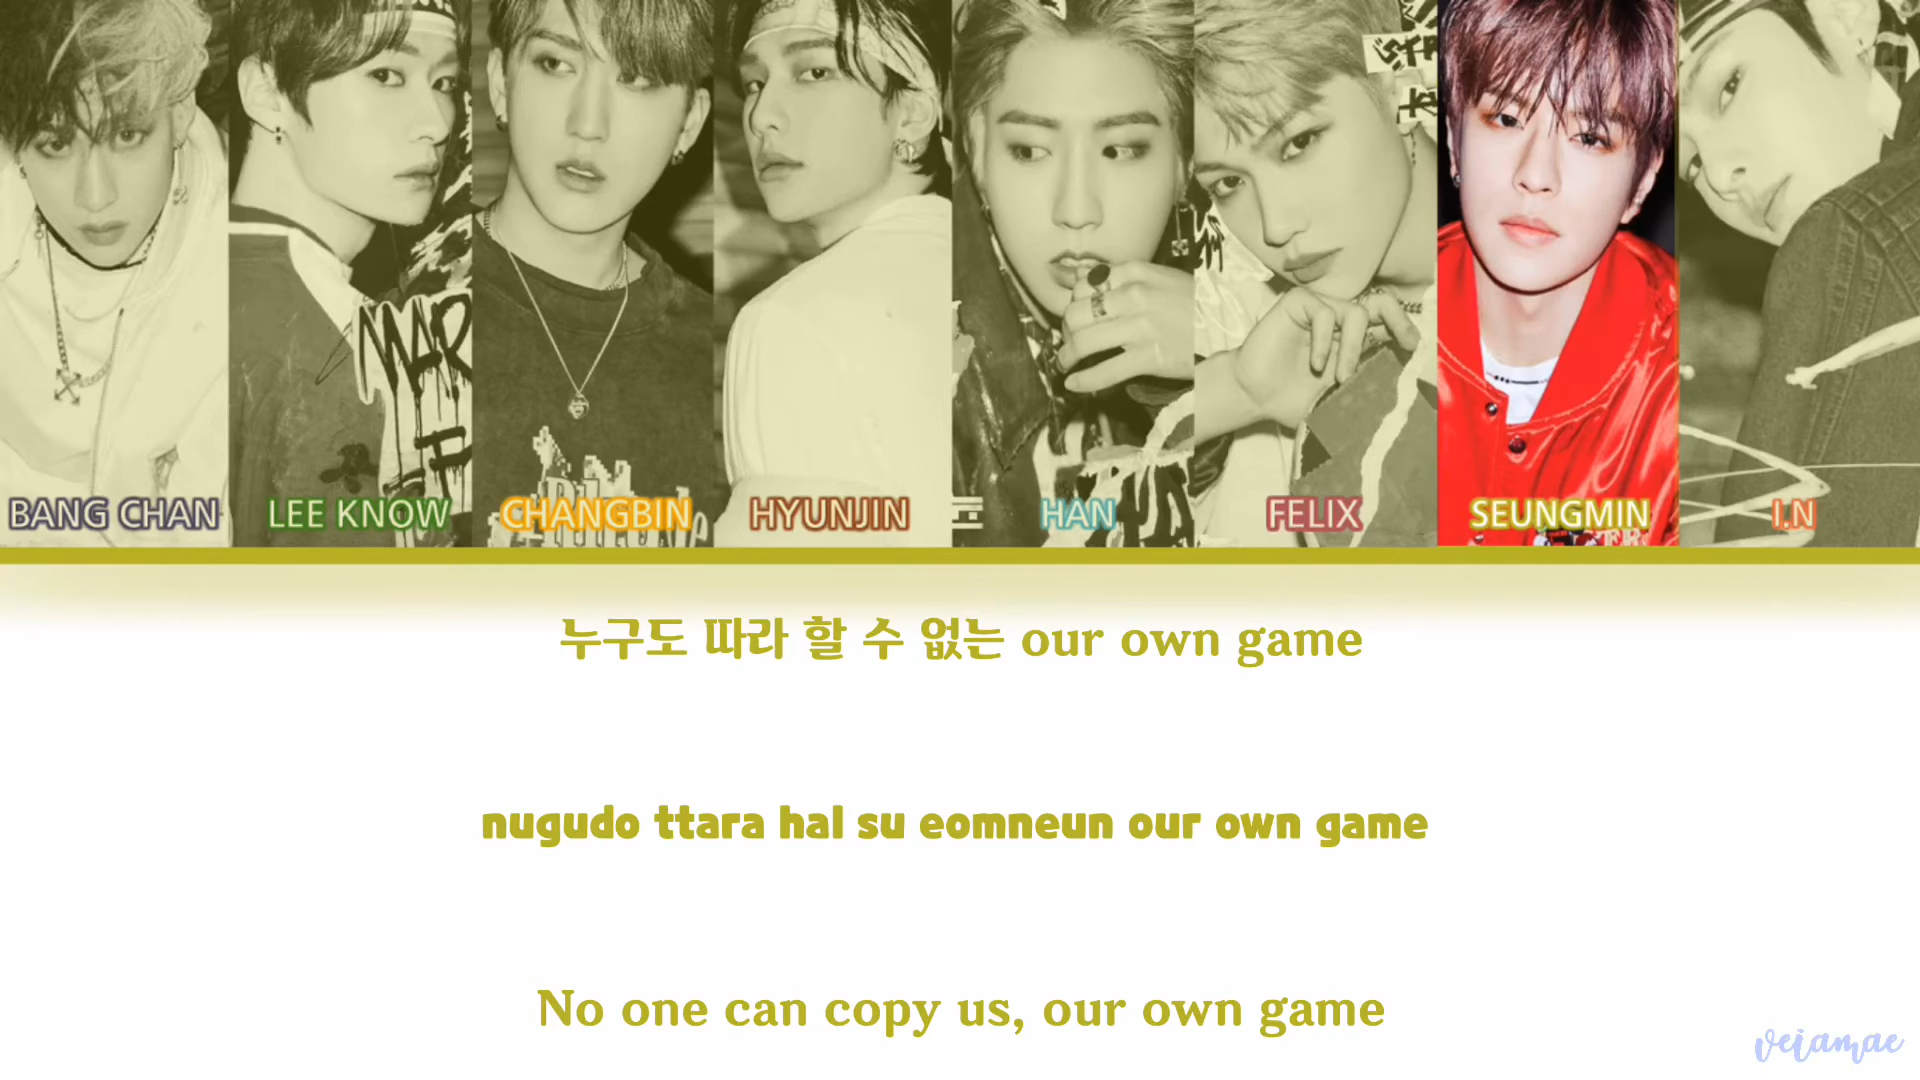 BANG CHAN
LEE KNOW
CHANGBIN
HYUNJIN
HAN
FELIX
SEUNGMIN
I.N
누구도 따라 할 수 없는 our own game
nugudo ttara hal su eomneun our own game
No one can copy us, our own game
veiamae